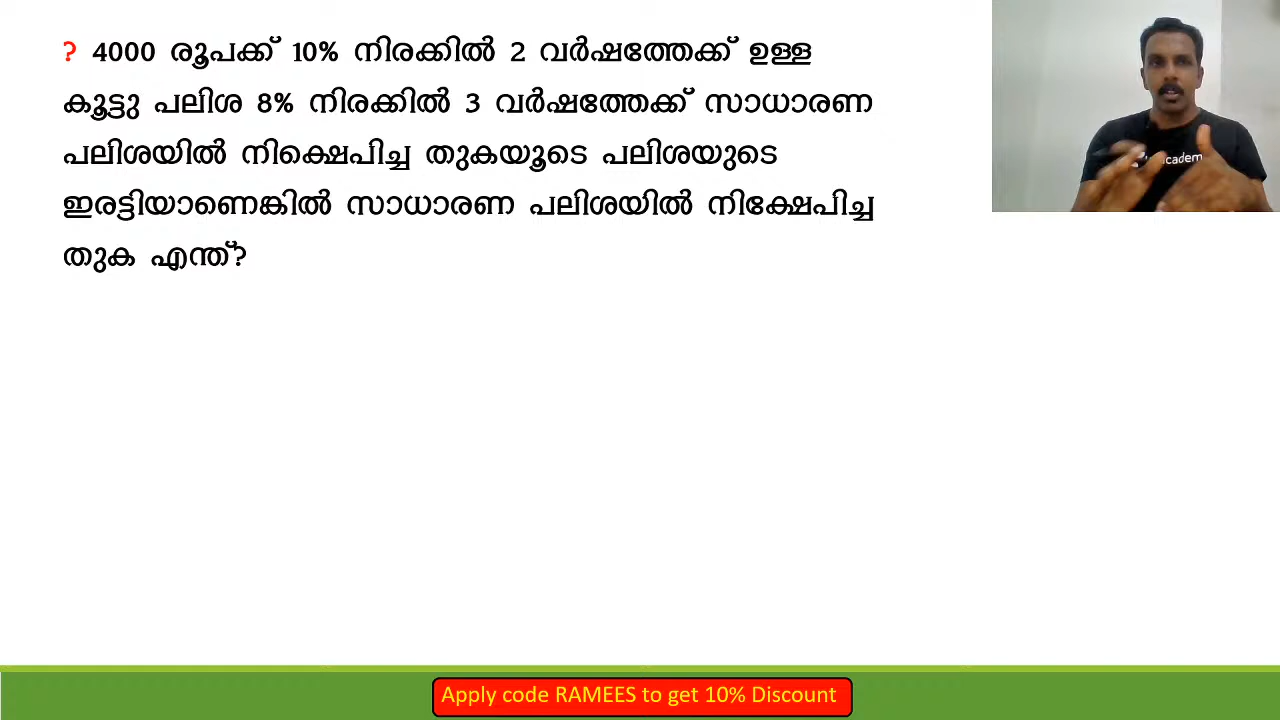 ? 4000 രൂപക്ക് 10% നിരക്കിൽ 2 വർഷത്തേക്ക് ഉള്ള
കൂട്ടു പലിശ 8% നിരക്കിൽ 3 വർഷത്തേക്ക് സാധാരണ
പലിശയിൽ നിക്ഷെപിച്ച തുകയൂടെ പലിശയുടെ
ഇരട്ടിയാണെങ്കിൽ സാധാരണ പലിശയിൽ നിക്ഷേപിച്ച
തുക എന്ത്?
Apply code RAMEES to get 10% Discount